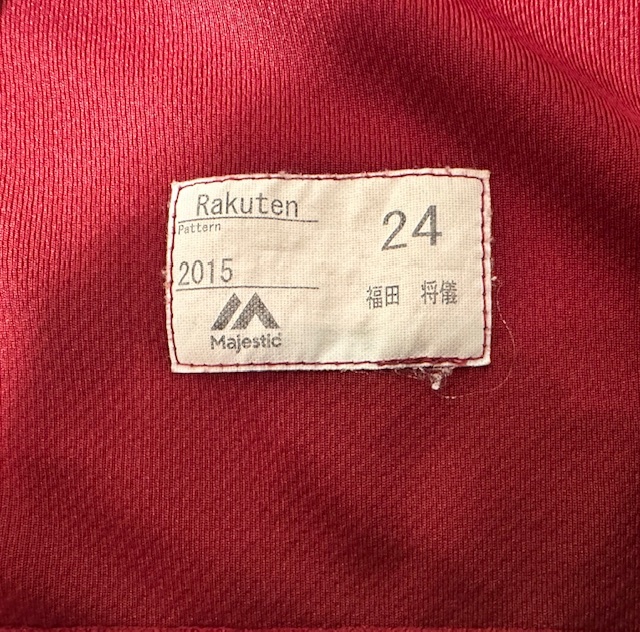 Rakuten
Pattern
24
2015
福田 将儀
Majestic